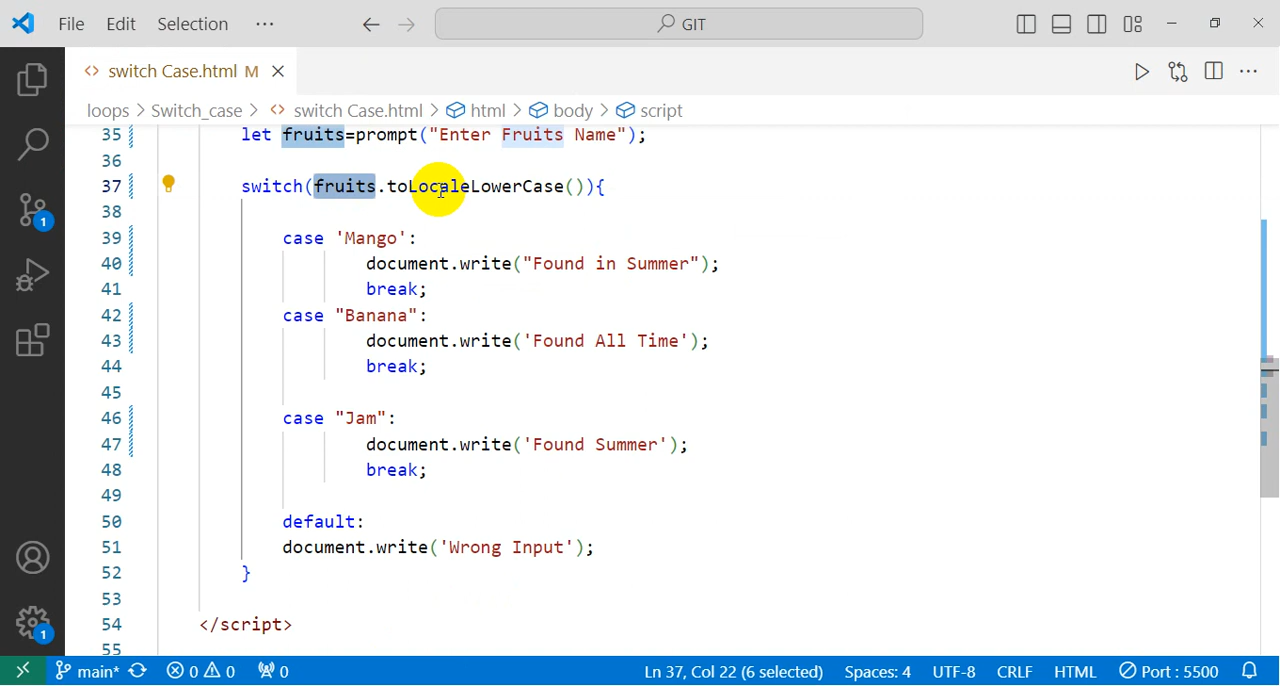 File Edit Selection ··· GIT
switch Case.html M
loops > Switch_case > switch Case.html > html > body > script
35 let fruits=prompt("Enter Fruits Name");
36
37 switch(fruits.toLocaleLowerCase()){
38
39 case 'Mango':
40 document.write("Found in Summer");
41 break;
42 case "Banana":
43 document.write('Found All Time');
44 break;
45
46 case "Jam":
47 document.write('Found Summer');
48 break;
49
50 default:
51 document.write('Wrong Input');
52 }
53
54 </script>
55
1
1
main* 0 0 0 Ln 37, Col 22 (6 selected) Spaces: 4 UTF-8 CRLF HTML Port : 5500